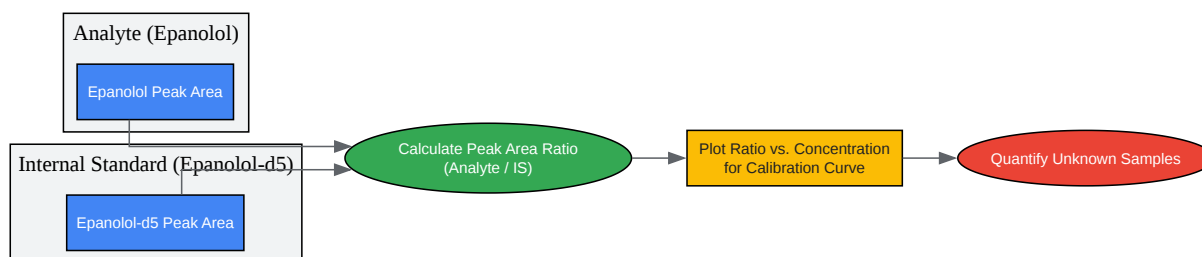 Analyte (Epanolol)
Epanolol Peak Area
Internal Standard (Epanolol-d5)
Epanolol-d5 Peak Area
Calculate Peak Area Ratio
(Analyte / IS)
Plot Ratio vs. Concentration
for Calibration Curve
Quantify Unknown Samples